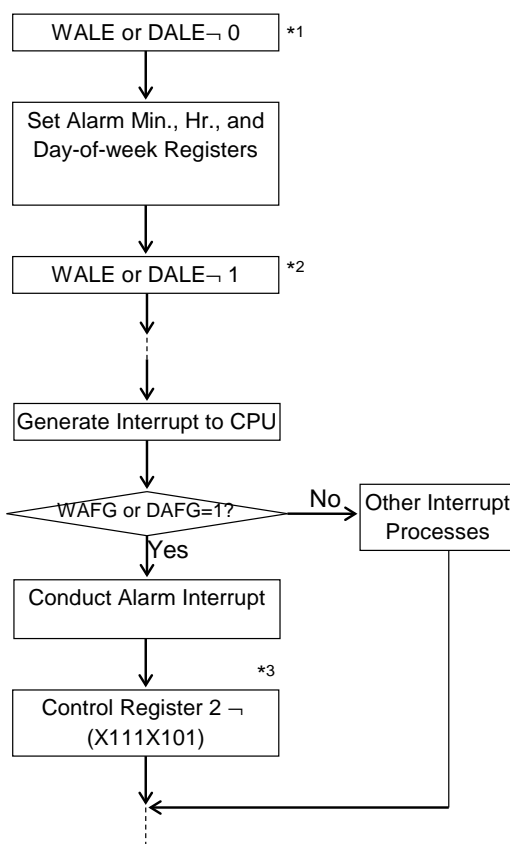 WALE or DALE¬ 0
*1
Set Alarm Min., Hr., and
Day-of-week Registers
WALE or DALE¬ 1
*2
Generate Interrupt to CPU
WAFG or DAFG=1?
No
Other Interrupt
Processes
Yes
Conduct Alarm Interrupt
*3
Control Register 2 ¬
(X111X101)